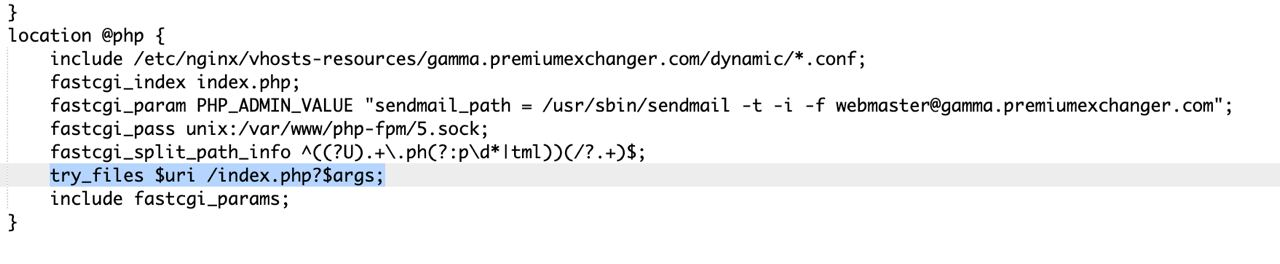 }
location @php {
include /etc/nginx/vhosts-resources/gamma.premiumexchanger.com/dynamic/*.conf;
fastcgi_index index.php;
fastcgi_param PHP_ADMIN_VALUE "sendmail_path = /usr/sbin/sendmail -t -i -f webmaster@gamma.premiumexchanger.com";
fastcgi_pass unix:/var/www/php-fpm/5.sock;
fastcgi_split_path_info ^((?U).+\.ph(?:p\d*|tml))(/?.+)$;
try_files $uri /index.php?$args;
include fastcgi_params;
}